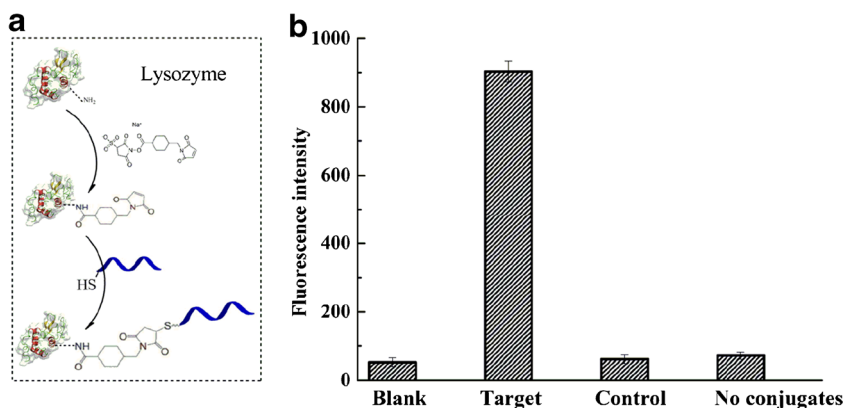 a
Lysozyme
NH₂
Na⁺
NH
HS
S
NH
b
1000
800
600
400
200
0
Fluorescence intensity
Blank Target Control No conjugates